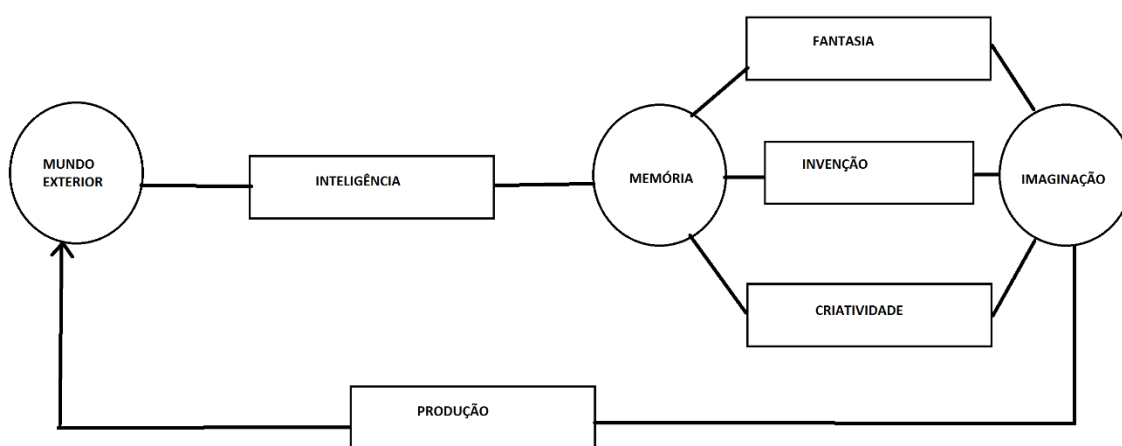 FANTASIA
MUNDO
EXTERIOR
INTELIGÊNCIA
MEMÓRIA
INVENÇÃO
IMAGINAÇÃO
CRIATIVIDADE
PRODUÇÃO